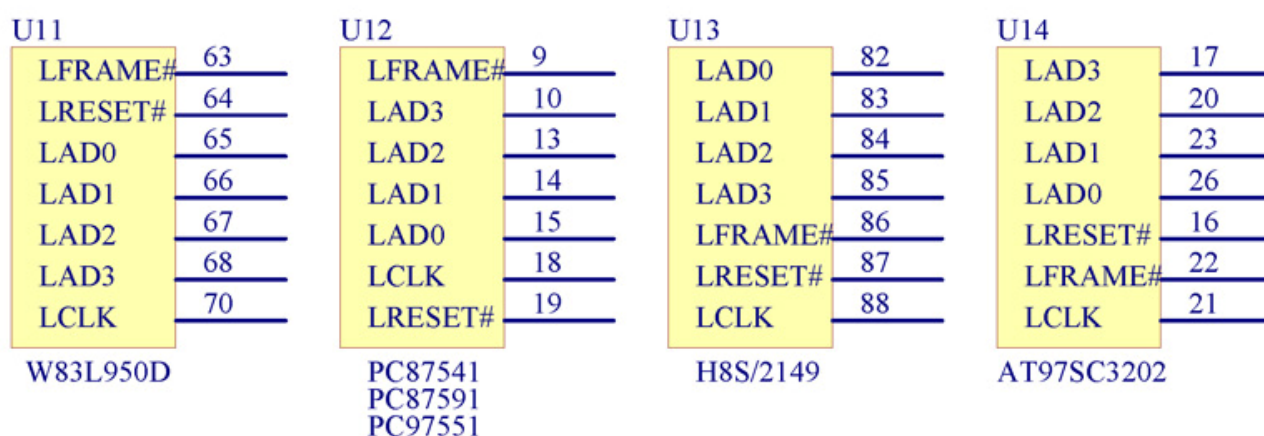 U11
LFRAME# 63
LRESET# 64
LAD0 65
LAD1 66
LAD2 67
LAD3 68
LCLK 70
W83L950D
U12
LFRAME# 9
LAD3 10
LAD2 13
LAD1 14
LAD0 15
LCLK 18
LRESET# 19
PC87541
PC87591
PC97551
U13
LAD0 82
LAD1 83
LAD2 84
LAD3 85
LFRAME# 86
LRESET# 87
LCLK 88
H8S/2149
U14
LAD3 17
LAD2 20
LAD1 23
LAD0 26
LRESET# 16
LFRAME# 22
LCLK 21
AT97SC3202